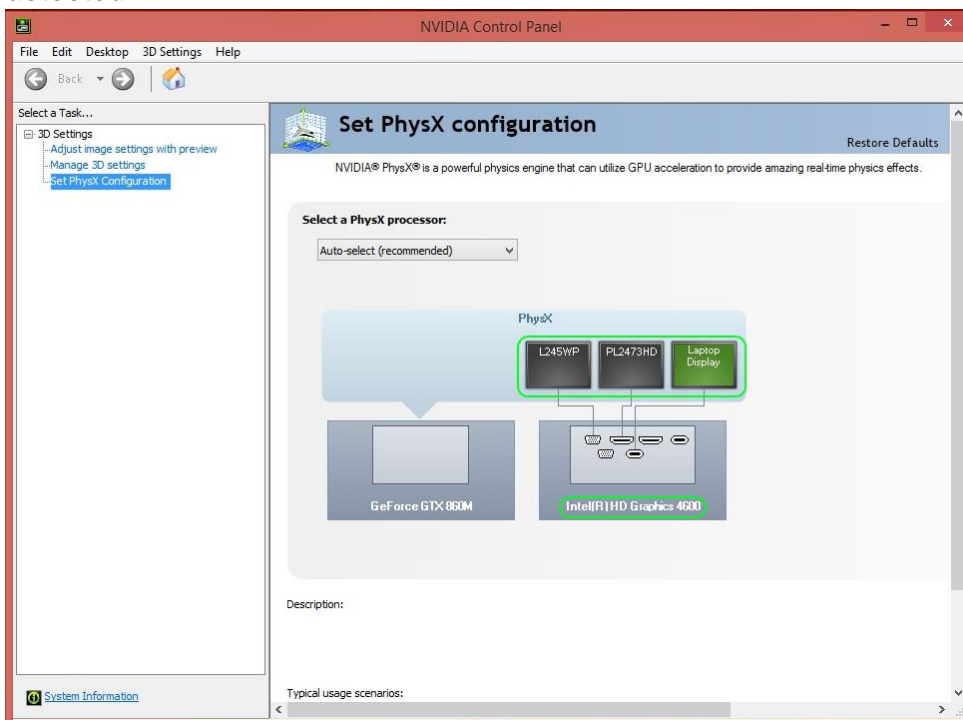 NVIDIA Control Panel
File Edit Desktop 3D Settings Help
Back
Select a Task...
3D Settings
Adjust image settings with preview
Manage 3D settings
Set PhysX Configuration
Set PhysX configuration
Restore Defaults
NVIDIA® PhysX® is a powerful physics engine that can utilize GPU acceleration to provide amazing real-time physics effects.
Select a PhysX processor:
Auto-select (recommended)
PhysX
L245WP PL2473HD Laptop
Display
GeForce GTX 860M Intel(R) HD Graphics 4600
Description:
System Information
Typical usage scenarios: